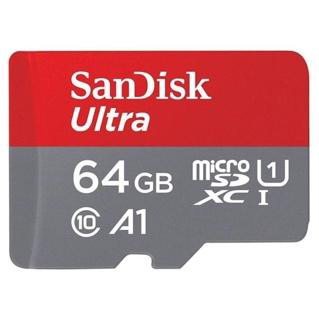 SanDisk
Ultra
64 GB
micro SD XC I U1
10 A1